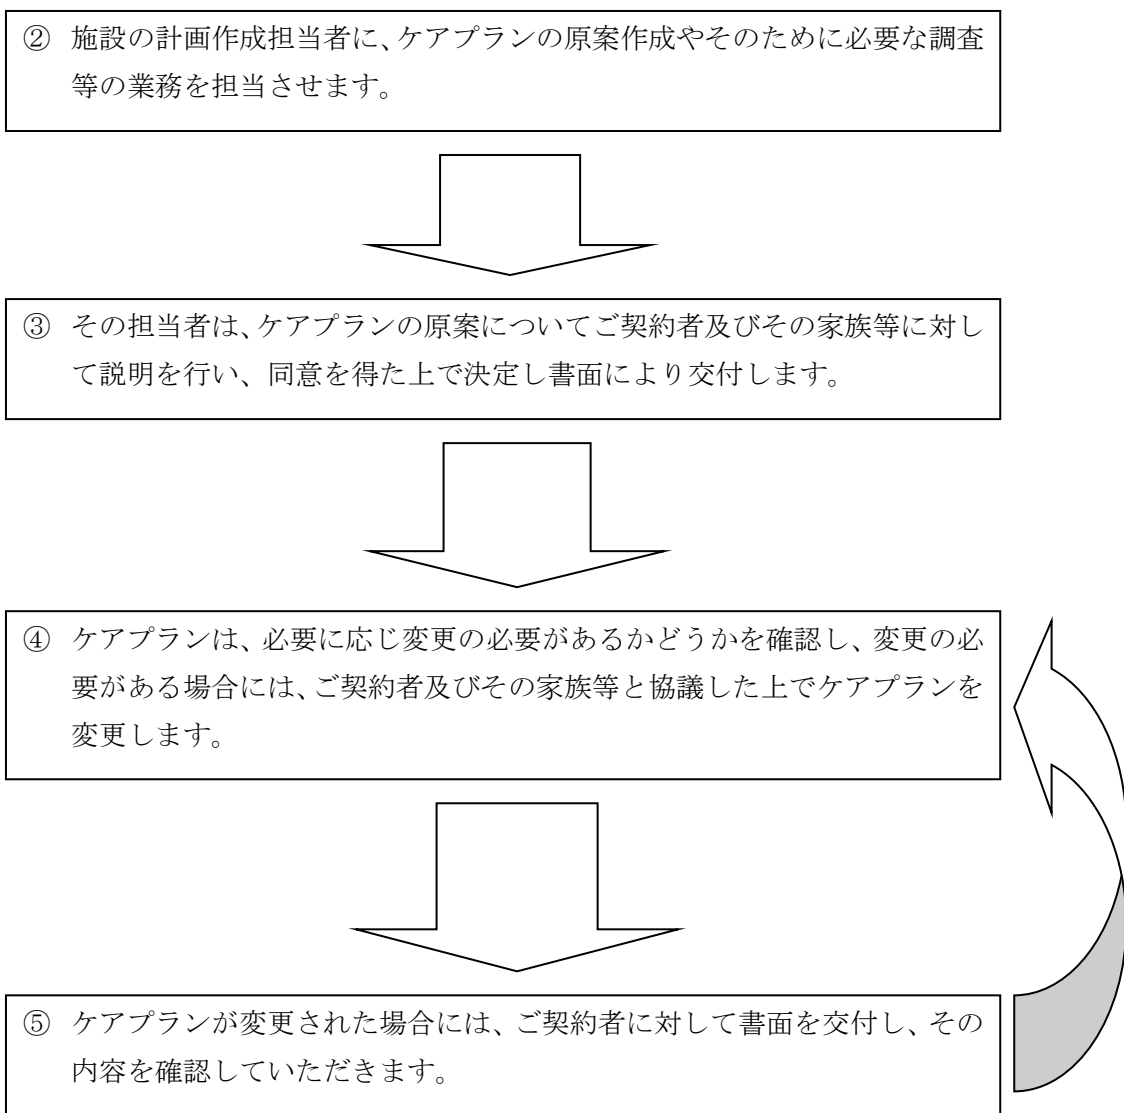 ② 施設の計画作成担当者に、ケアプランの原案作成やそのために必要な調査
等の業務を担当させます。
③ その担当者は、ケアプランの原案についてご契約者及びその家族等に対し
て説明を行い、同意を得た上で決定し書面により交付します。
④ ケアプランは、必要に応じ変更の必要があるかどうかを確認し、変更の必
要がある場合には、ご契約者及びその家族等と協議した上でケアプランを
変更します。
⑤ ケアプランが変更された場合には、ご契約者に対して書面を交付し、その
内容を確認していただきます。